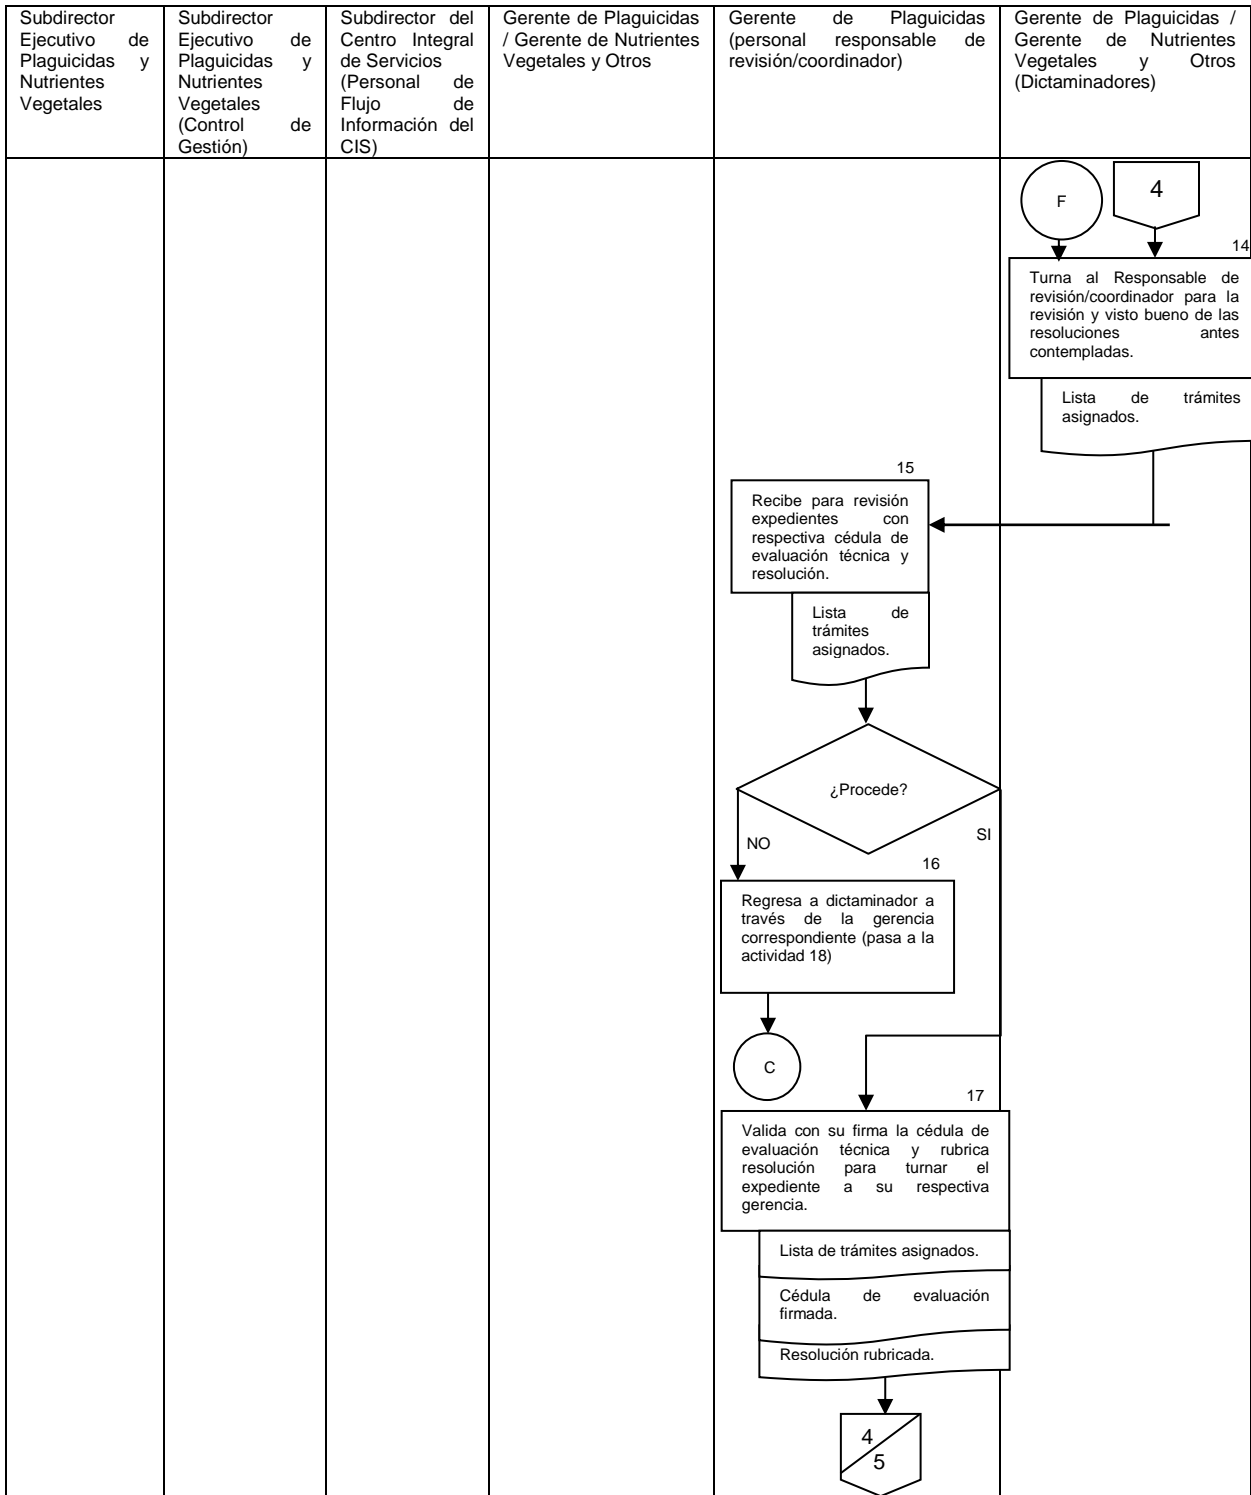 Subdirector
Ejecutivo de
Plaguicidas y
Nutrientes
Vegetales
Subdirector
Ejecutivo de
Plaguicidas y
Nutrientes
Vegetales
(Control de
Gestión)
Subdirector del
Centro Integral
de Servicios
(Personal de
Flujo de
Información del
CIS)
Gerente de Plaguicidas
/ Gerente de Nutrientes
Vegetales y Otros
Gerente de Plaguicidas
(personal responsable de
revisión/coordinador)
Gerente de Plaguicidas /
Gerente de Nutrientes
Vegetales y Otros
(Dictaminadores)
F
4
14
Turna al Responsable de
revisión/coordinador para la
revisión y visto bueno de las
resoluciones antes
contempladas.
Lista de trámites
asignados.
15
Recibe para revisión
expedientes con
respectiva cédula de
evaluación técnica y
resolución.
Lista de
trámites
asignados.
¿Procede?
NO
SI
16
Regresa a dictaminador a
través de la gerencia
correspondiente (pasa a la
actividad 18)
C
17
Valida con su firma la cédula de
evaluación técnica y rubrica
resolución para turnar el
expediente a su respectiva
gerencia.
Lista de trámites asignados.
Cédula de evaluación
firmada.
Resolución rubricada.
4
5